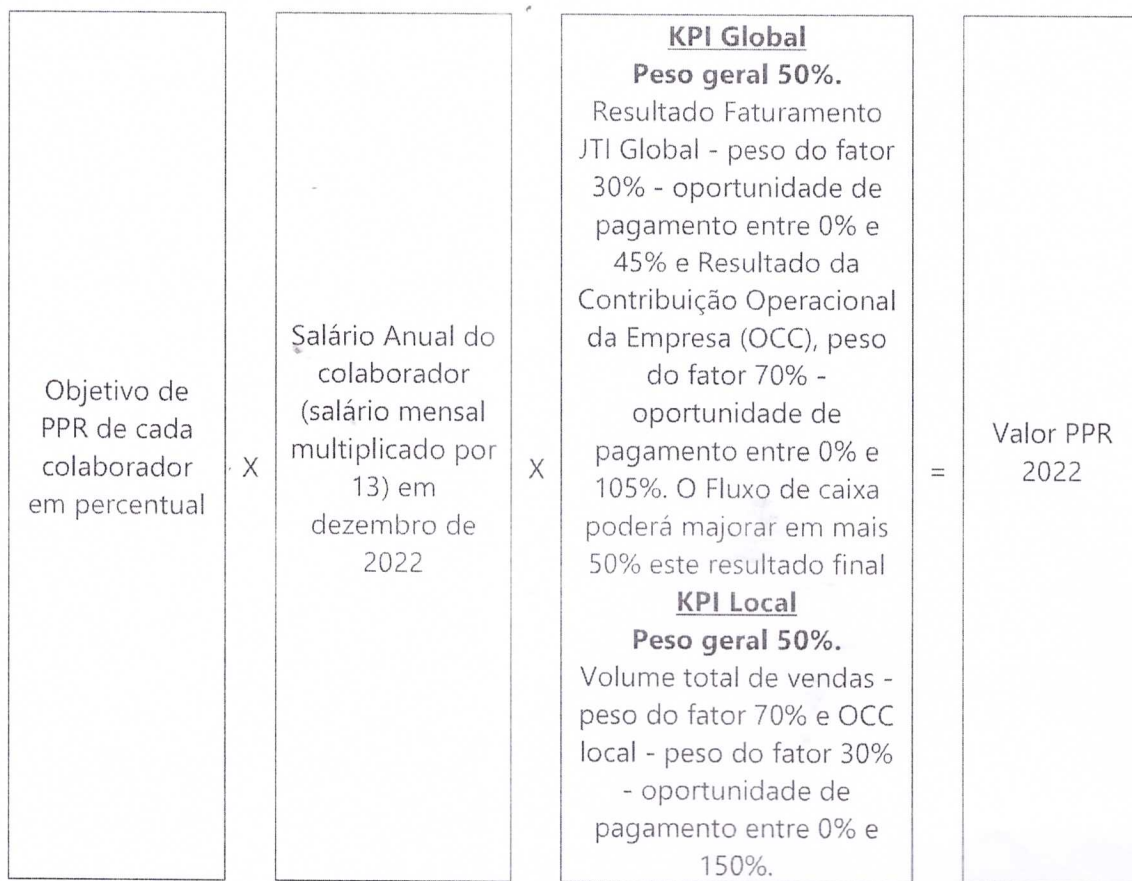 Objetivo de
PPR de cada
colaborador
em percentual
X
Salário Anual do
colaborador
(salário mensal
multiplicado por
13) em
dezembro de
2022
X
KPI Global
Peso geral 50%.
Resultado Faturamento
JTI Global - peso do fator
30% - oportunidade de
pagamento entre 0% e
45% e Resultado da
Contribuição Operacional
da Empresa (OCC), peso
do fator 70% -
oportunidade de
pagamento entre 0% e
105%. O Fluxo de caixa
poderá majorar em mais
50% este resultado final
KPI Local
Peso geral 50%.
Volume total de vendas -
peso do fator 70% e OCC
local - peso do fator 30%
- oportunidade de
pagamento entre 0% e
150%.
=
Valor PPR
2022